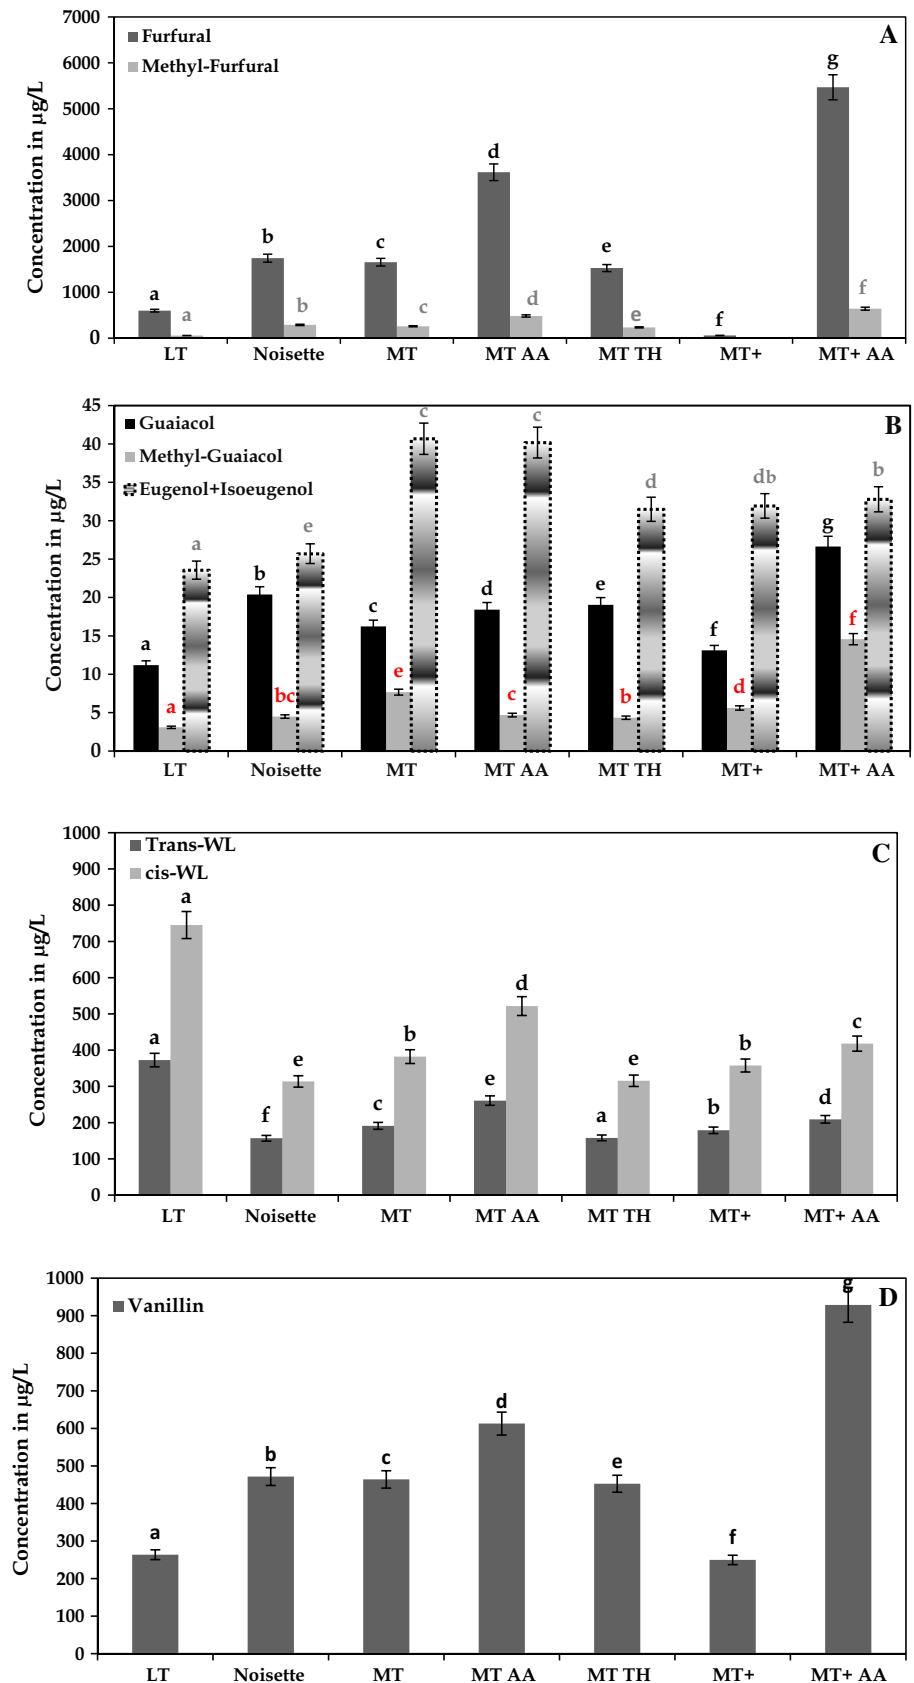 A
Furfural
Methyl-Furfural
Concentration in µg/L
7000
6000
5000
4000
3000
2000
1000
0
a a b b c c d d e e f g f
LT Noisette MT MT AA MT TH MT+ MT+ AA
B
Guaiacol
Methyl-Guaiacol
Eugenol+Isoeugenol
Concentration in µg/L
45
40
35
30
25
20
15
10
5
0
a a a b bc e c e c d c c e b d f d db g f b
LT Noisette MT MT AA MT TH MT+ MT+ AA
C
Trans-WL
cis-WL
Concentration in µg/L
1000
900
800
700
600
500
400
300
200
100
0
a a f e c b e d a e b b d c
LT Noisette MT MT AA MT TH MT+ MT+ AA
D
Vanillin
Concentration in µg/L
1000
900
800
700
600
500
400
300
200
100
0
a b c d e f g
LT Noisette MT MT AA MT TH MT+ MT+ AA